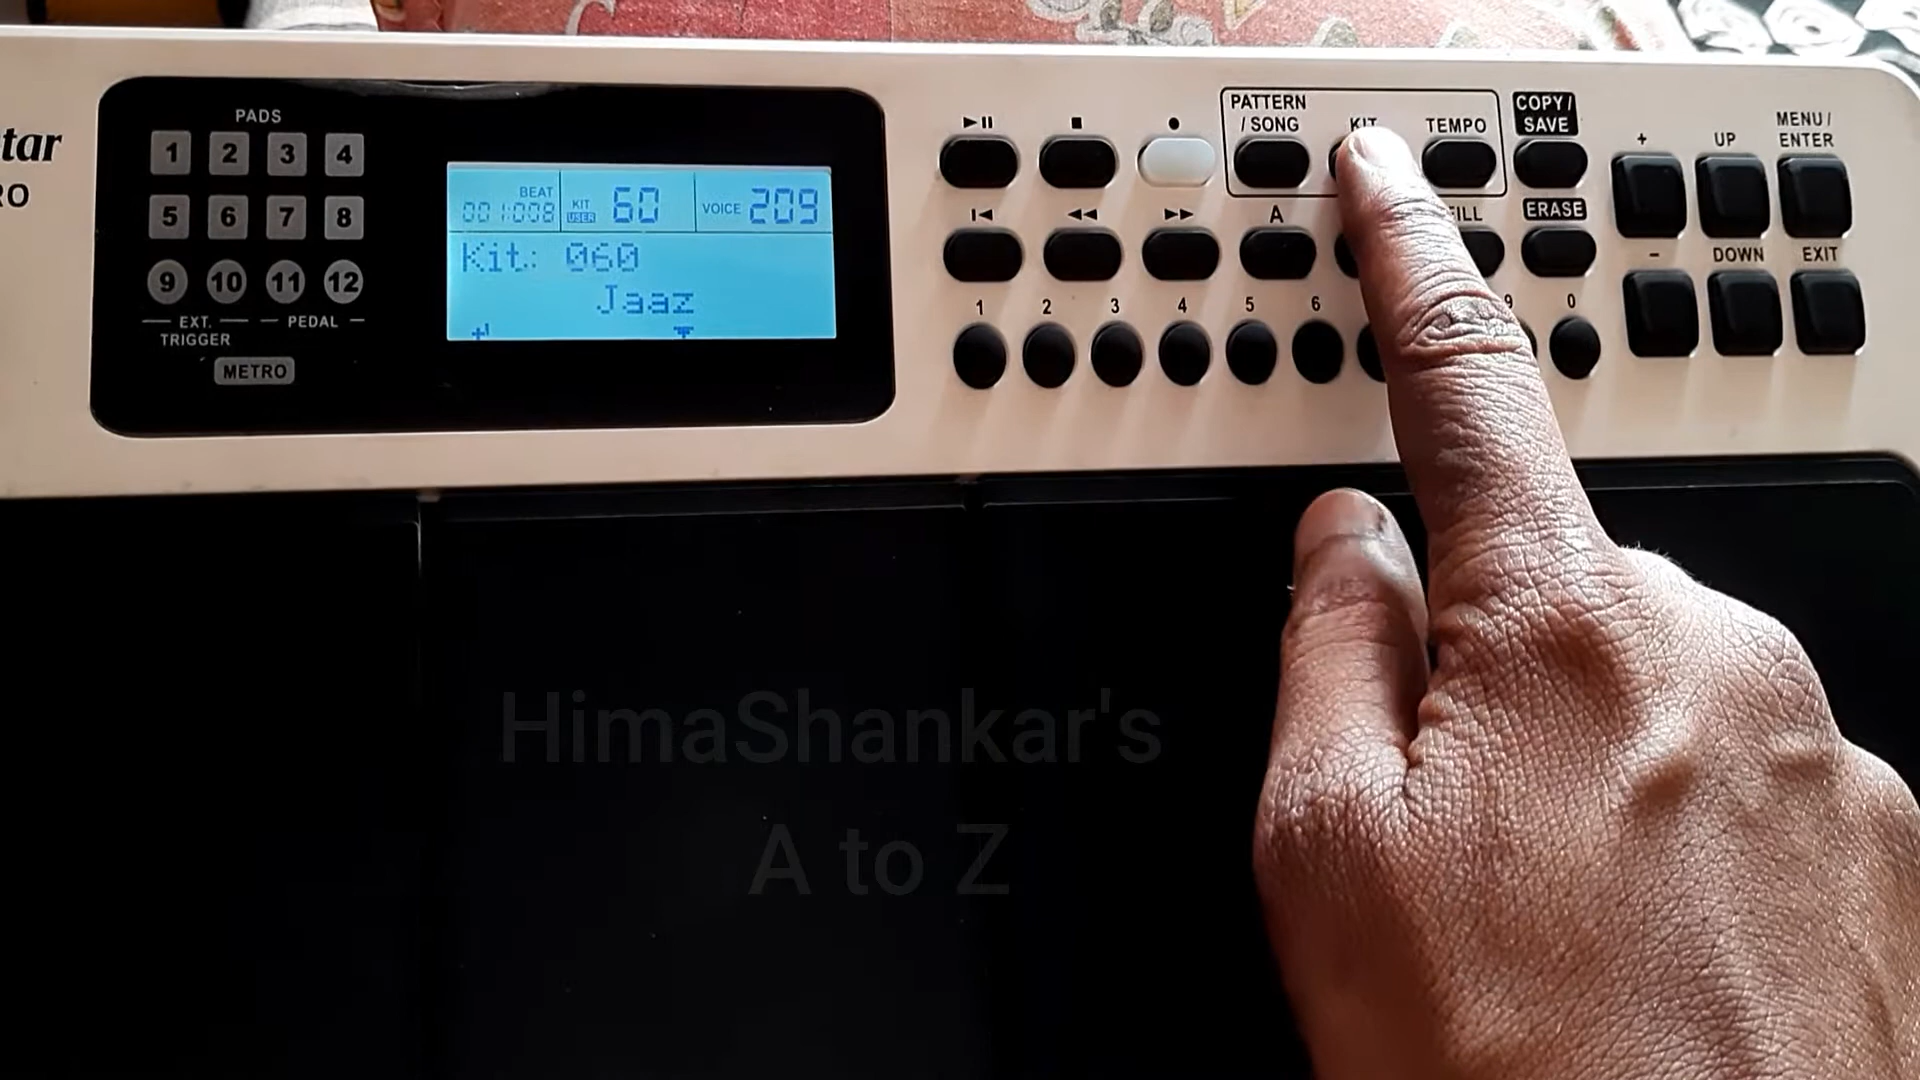 tar
RO
PADS
1 2 3 4
5 6 7 8
9 10 11 12
EXT. PEDAL
TRIGGER
METRO
BEAT
001:008
KIT
USER
60
VOICE 209
Kit: 060
Jaaz
PATTERN
/ SONG
KIT
TEMPO
COPY /
SAVE
A
FILL
ERASE
+
UP
MENU /
ENTER
-
DOWN
EXIT
1 2 3 4 5 6 9 0
HimaShankar's
A to Z